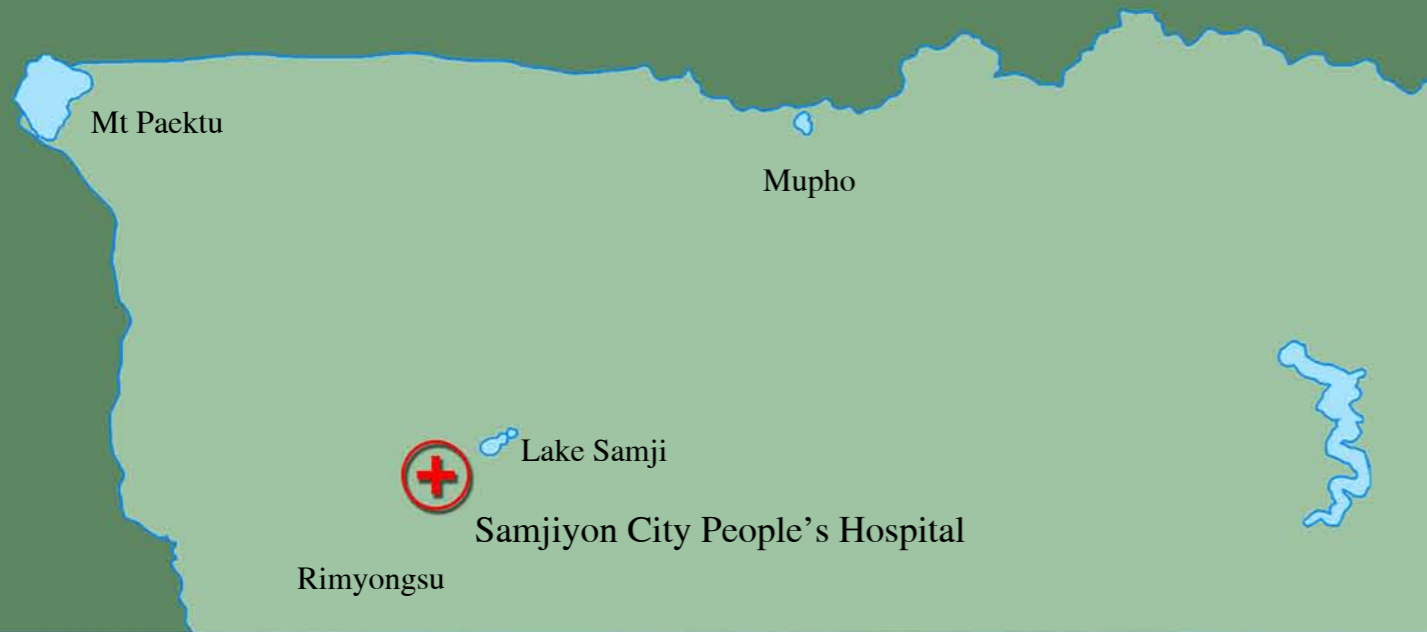 Mt Paektu
Mupho
Lake Samji
Samjiyon City People’s Hospital
Rimyongsu